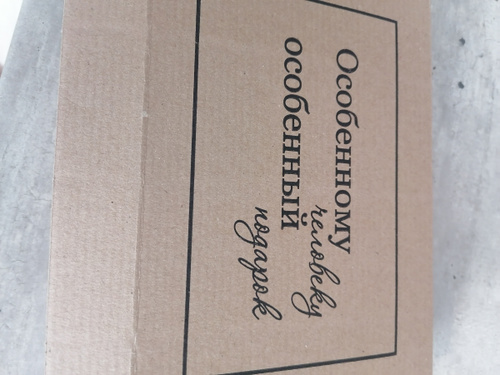 Особенному
человеку
особенный
подарок